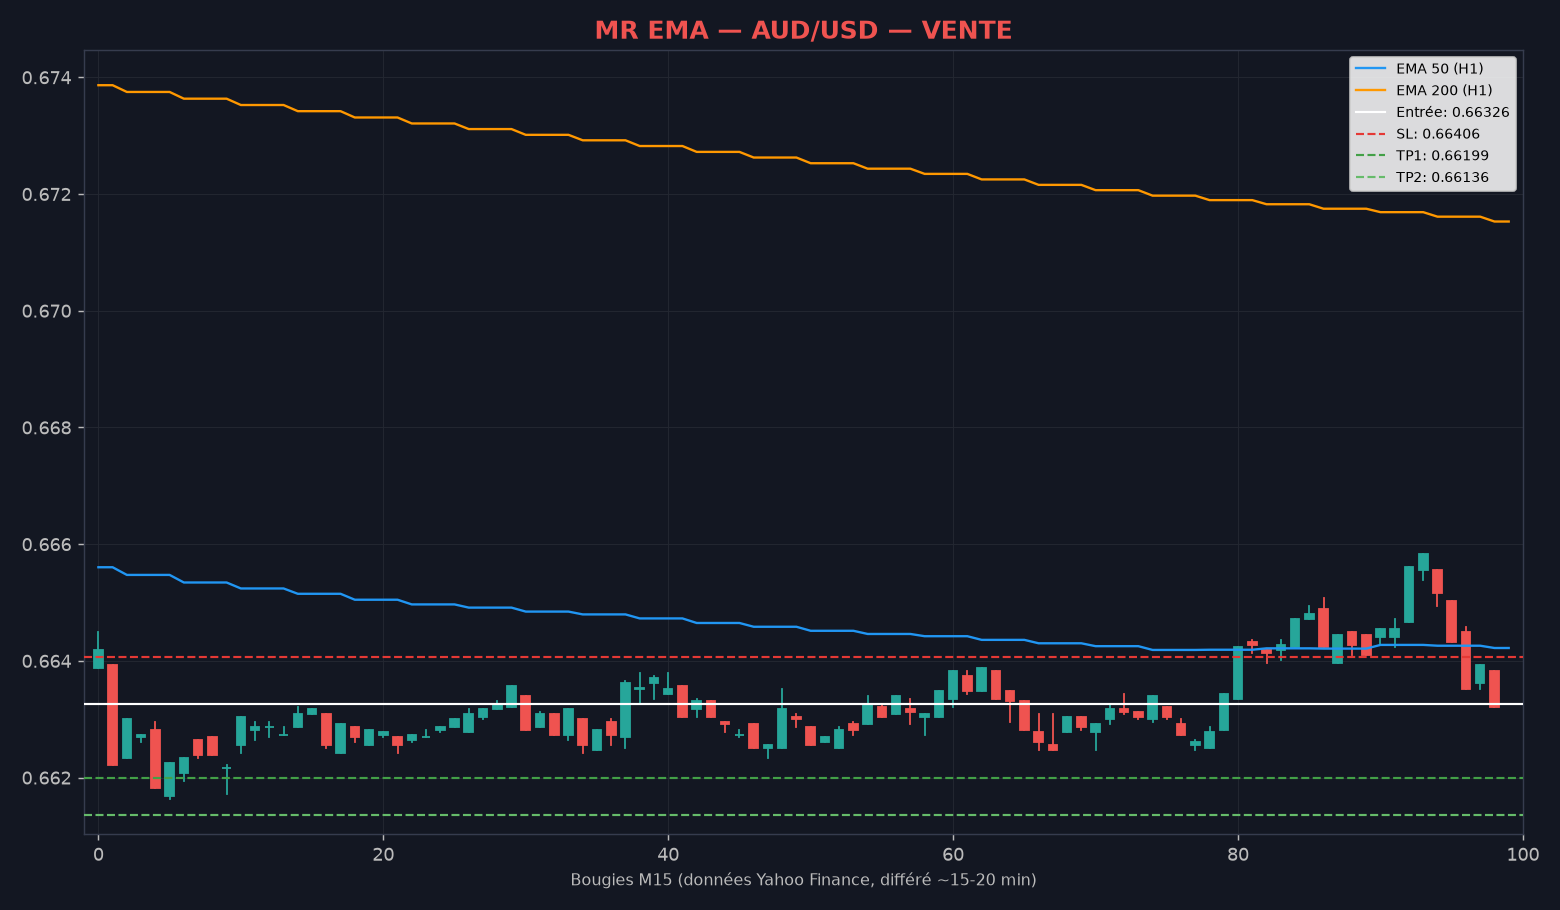 MR EMA — AUD/USD — VENTE
EMA 50 (H1)
EMA 200 (H1)
Entrée: 0.66326
SL: 0.66406
TP1: 0.66199
TP2: 0.66136
0.674
0.672
0.670
0.668
0.666
0.664
0.662
0 20 40 60 80 100
Bougies M15 (données Yahoo Finance, différé ~15-20 min)